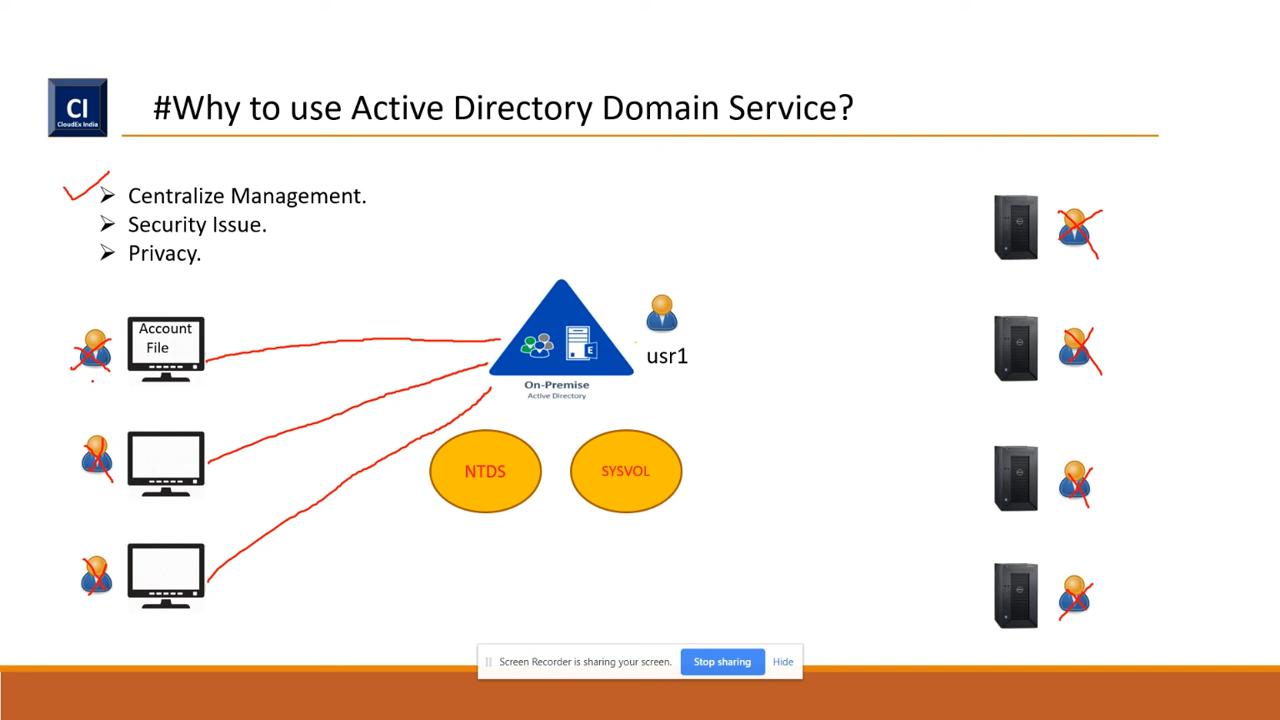 CI
CloudEx India
#Why to use Active Directory Domain Service?
Centralize Management.
Security Issue.
Privacy.
Account
File
E
usr1
On-Premise
Active Directory
NTDS
SYSVOL
Screen Recorder is sharing your screen.
Stop sharing
Hide